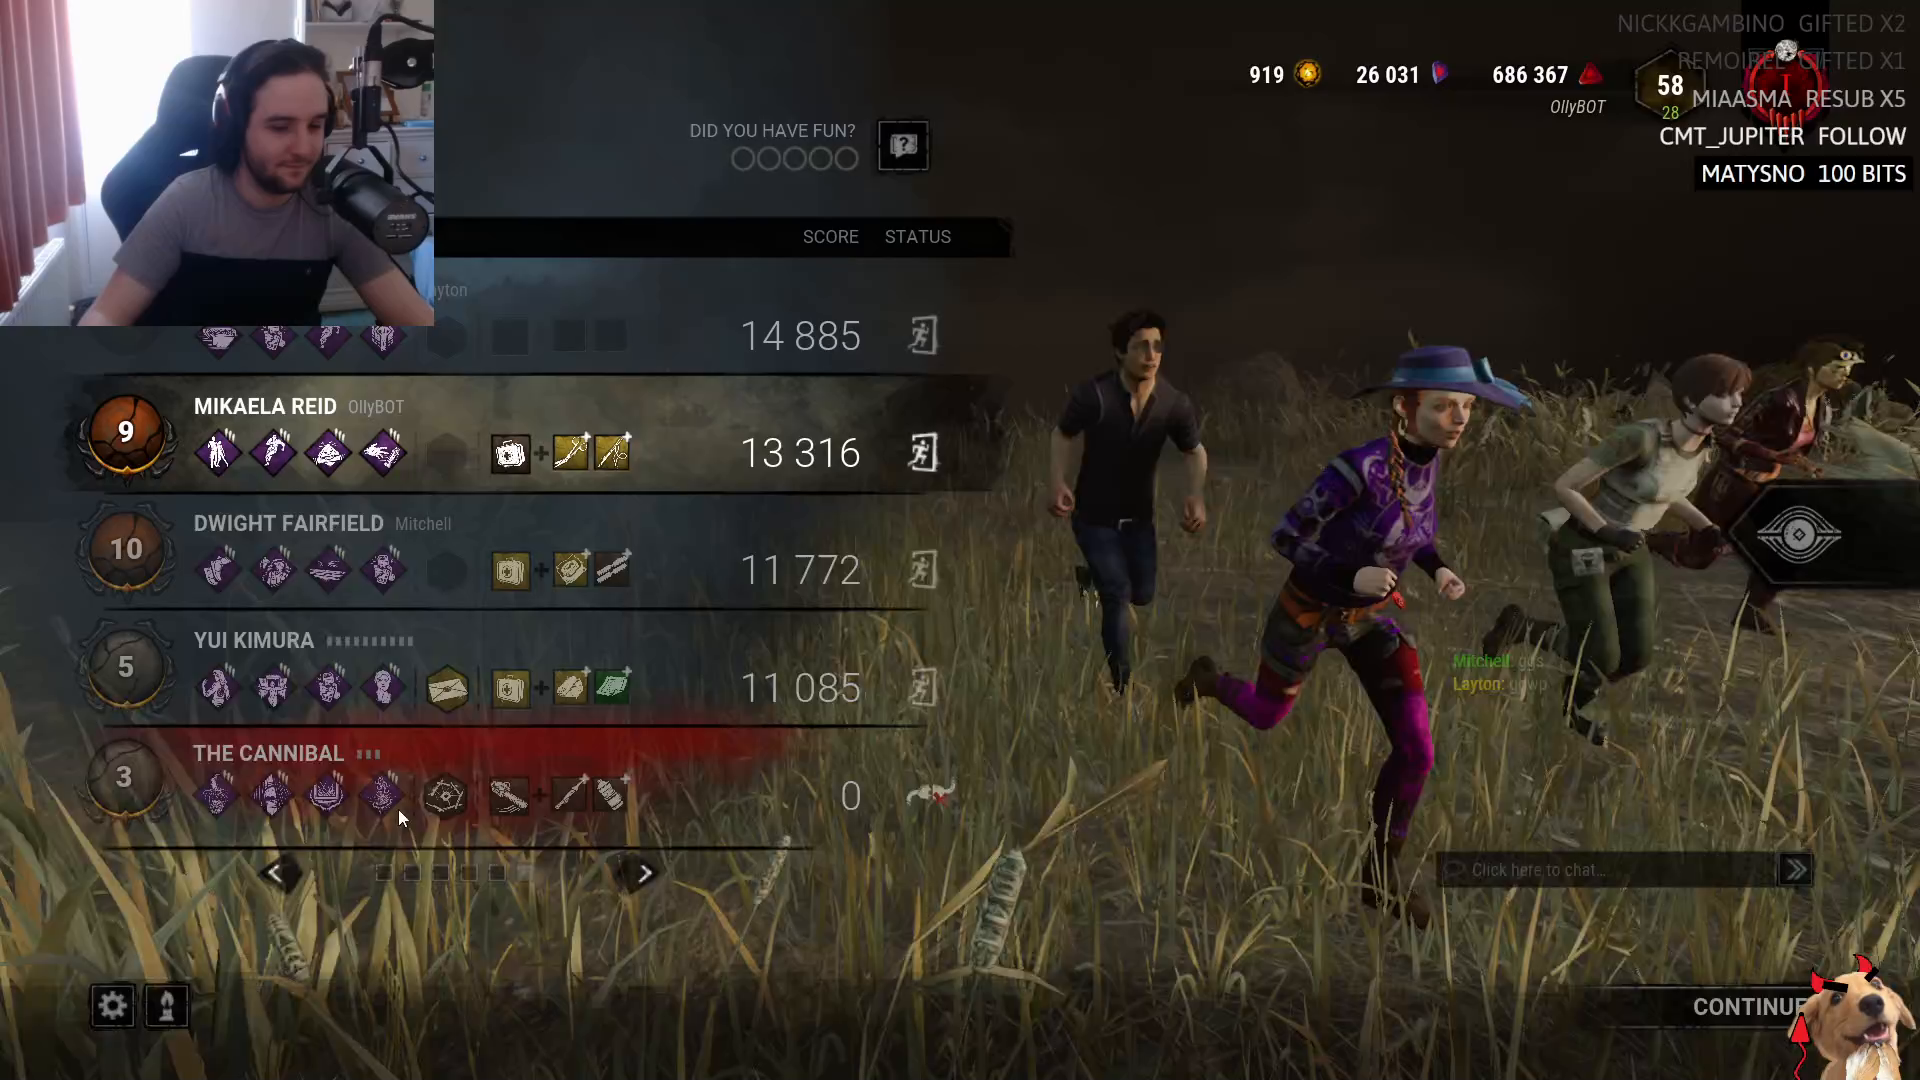 NICKKGAMBINO GIFTED X2
REMOIREL GIFTED X1
MIAASMA RESUB X5
CMT_JUPITER FOLLOW
MATYSNO 100 BITS
919
26 031
686 367
OllyBOT
58
28
DID YOU HAVE FUN?
SCORE STATUS
yton
14 885
9
MIKAELA REID OllyBOT
13 316
10
DWIGHT FAIRFIELD Mitchell
11 772
5
YUI KIMURA
11 085
3
THE CANNIBAL
0
Mitchell: ggs
Layton: ggwp
Click here to chat...
CONTINUE